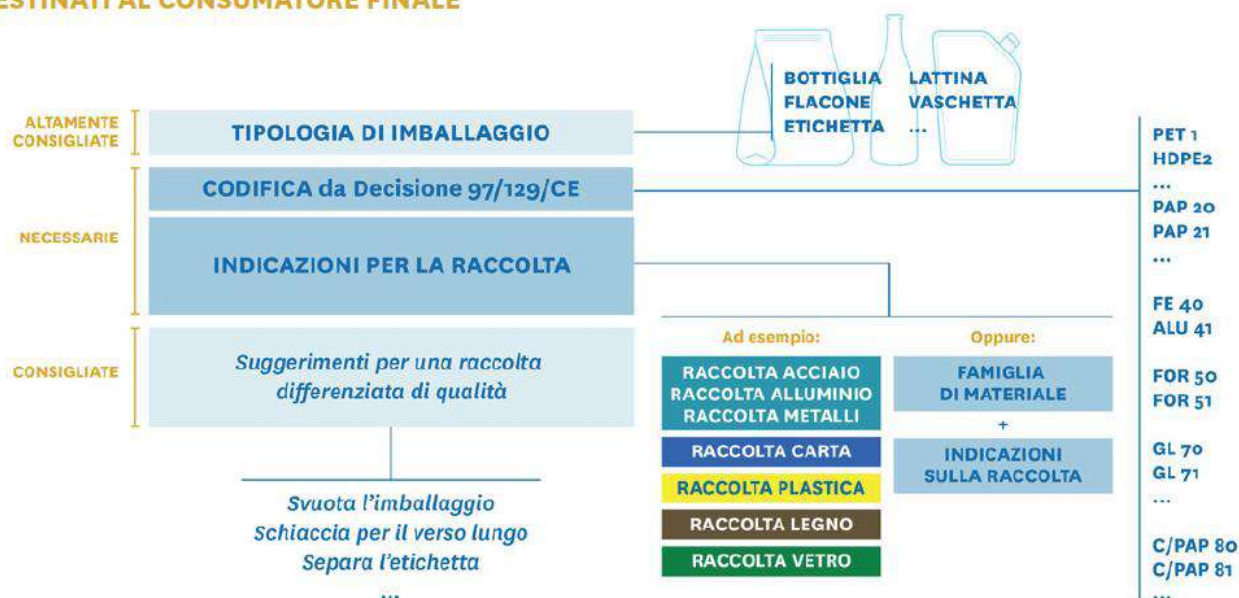 ESTINATI AL CONSUMATORE FINALE
BOTTIGLIA LATTINA
FLACONE VASCHETTA
ETICHETTA ...
ALTAMENTE
CONSIGLIATE
TIPOLOGIA DI IMBALLAGGIO
CODIFICA da Decisione 97/129/CE
NECESSARIE
INDICAZIONI PER LA RACCOLTA
CONSIGLIATE
Suggerimenti per una raccolta
differenziata di qualità
Svuota l'imballaggio
Schiaccia per il verso lungo
Separa l'etichetta
...
Ad esempio:
RACCOLTA ACCIAIO
RACCOLTA ALLUMINIO
RACCOLTA METALLI
RACCOLTA CARTA
RACCOLTA PLASTICA
RACCOLTA LEGNO
RACCOLTA VETRO
Oppure:
FAMIGLIA
DI MATERIALE
+
INDICAZIONI
SULLA RACCOLTA
PET 1
HDPE2
...
PAP 20
PAP 21
...
FE 40
ALU 41
FOR 50
FOR 51
GL 70
GL 71
...
C/PAP 80
C/PAP 81
...